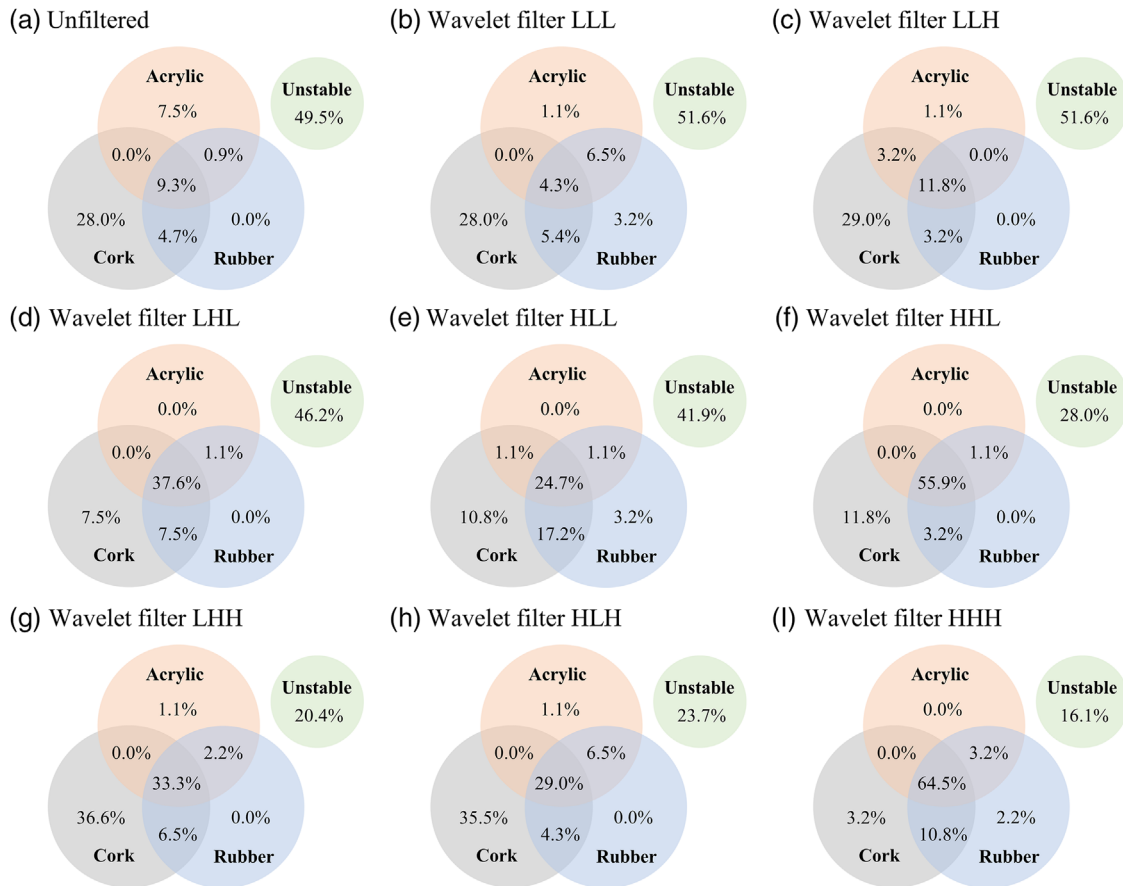 (a) Unfiltered
Acrylic
7.5%
Unstable
49.5%
0.0%
0.9%
9.3%
28.0%
0.0%
4.7%
Cork
Rubber
(b) Wavelet filter LLL
Acrylic
1.1%
Unstable
51.6%
0.0%
6.5%
4.3%
28.0%
3.2%
5.4%
Cork
Rubber
(c) Wavelet filter LLH
Acrylic
1.1%
Unstable
51.6%
3.2%
0.0%
11.8%
29.0%
0.0%
3.2%
Cork
Rubber
(d) Wavelet filter LHL
Acrylic
0.0%
Unstable
46.2%
0.0%
1.1%
37.6%
7.5%
0.0%
7.5%
Cork
Rubber
(e) Wavelet filter HLL
Acrylic
0.0%
Unstable
41.9%
1.1%
1.1%
24.7%
10.8%
3.2%
17.2%
Cork
Rubber
(f) Wavelet filter HHL
Acrylic
0.0%
Unstable
28.0%
0.0%
1.1%
55.9%
11.8%
0.0%
3.2%
Cork
Rubber
(g) Wavelet filter LHH
Acrylic
1.1%
Unstable
20.4%
0.0%
2.2%
33.3%
36.6%
0.0%
6.5%
Cork
Rubber
(h) Wavelet filter HLH
Acrylic
1.1%
Unstable
23.7%
0.0%
6.5%
29.0%
35.5%
0.0%
4.3%
Cork
Rubber
(I) Wavelet filter HHH
Acrylic
0.0%
Unstable
16.1%
0.0%
3.2%
64.5%
3.2%
2.2%
10.8%
Cork
Rubber